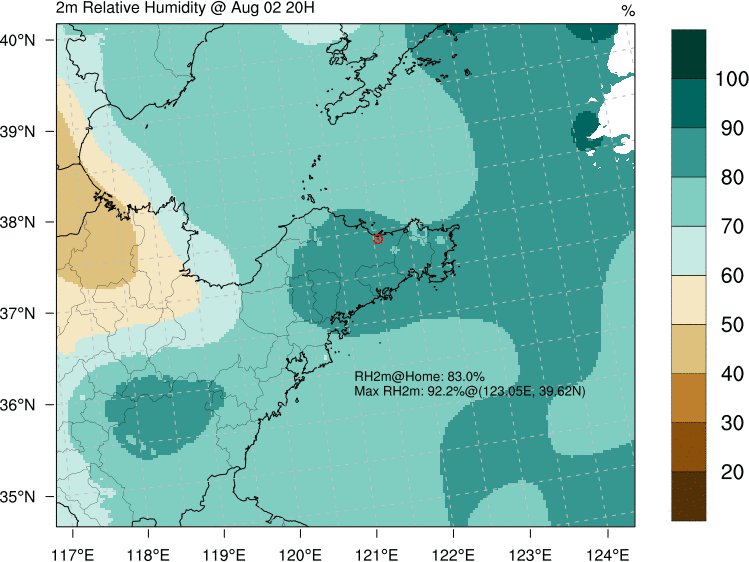 2m Relative Humidity @ Aug 02 20H
%
40°N
39°N
38°N
37°N
36°N
35°N
117°E
118°E
119°E
120°E
121°E
122°E
123°E
124°E
RH2m@Home: 83.0%
Max RH2m: 92.2%@(123.05E, 39.62N)
100
90
80
70
60
50
40
30
20